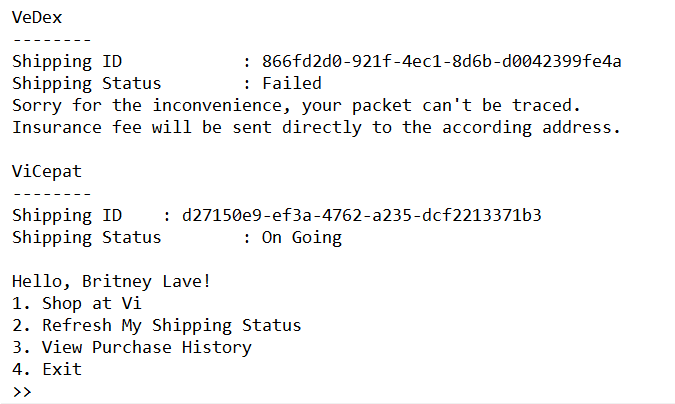 VeDex
--------
Shipping ID            : 866fd2d0-921f-4ec1-8d6b-d0042399fe4a
Shipping Status        : Failed
Sorry for the inconvenience, your packet can't be traced.
Insurance fee will be sent directly to the according address.

ViCepat
--------
Shipping ID    : d27150e9-ef3a-4762-a235-dcf2213371b3
Shipping Status        : On Going

Hello, Britney Lave!
1. Shop at Vi
2. Refresh My Shipping Status
3. View Purchase History
4. Exit
>>